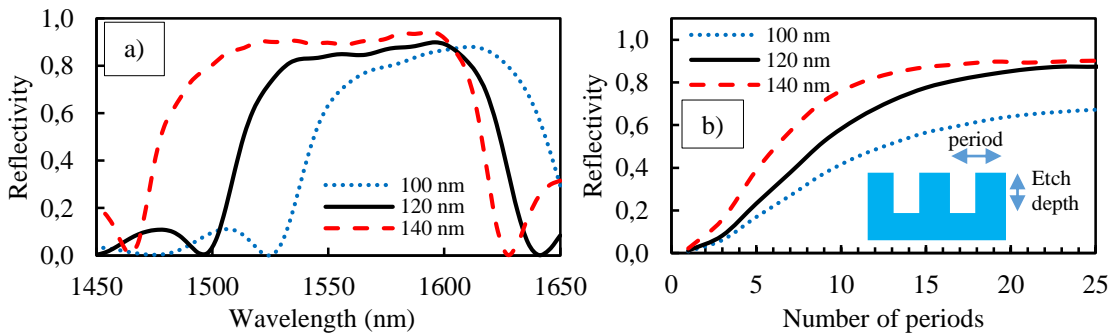 a)
Reflectivity
1,0
0,8
0,6
0,4
0,2
0,0
1450 1500 1550 1600 1650
Wavelength (nm)
100 nm
120 nm
140 nm
b)
Reflectivity
1,0
0,8
0,6
0,4
0,2
0,0
0 5 10 15 20 25
Number of periods
100 nm
120 nm
140 nm
period
Etch
depth